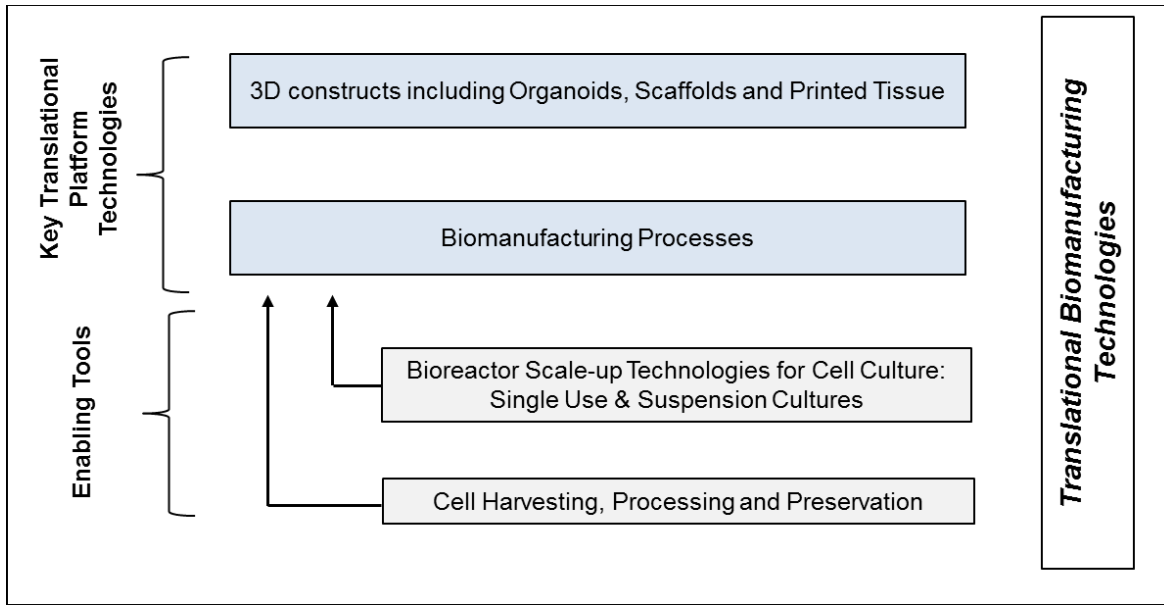 Key Translational
Platform
Technologies
3D constructs including Organoids, Scaffolds and Printed Tissue
Biomanufacturing Processes
Enabling Tools
Bioreactor Scale-up Technologies for Cell Culture:
Single Use & Suspension Cultures
Cell Harvesting, Processing and Preservation
Translational Biomanufacturing
Technologies